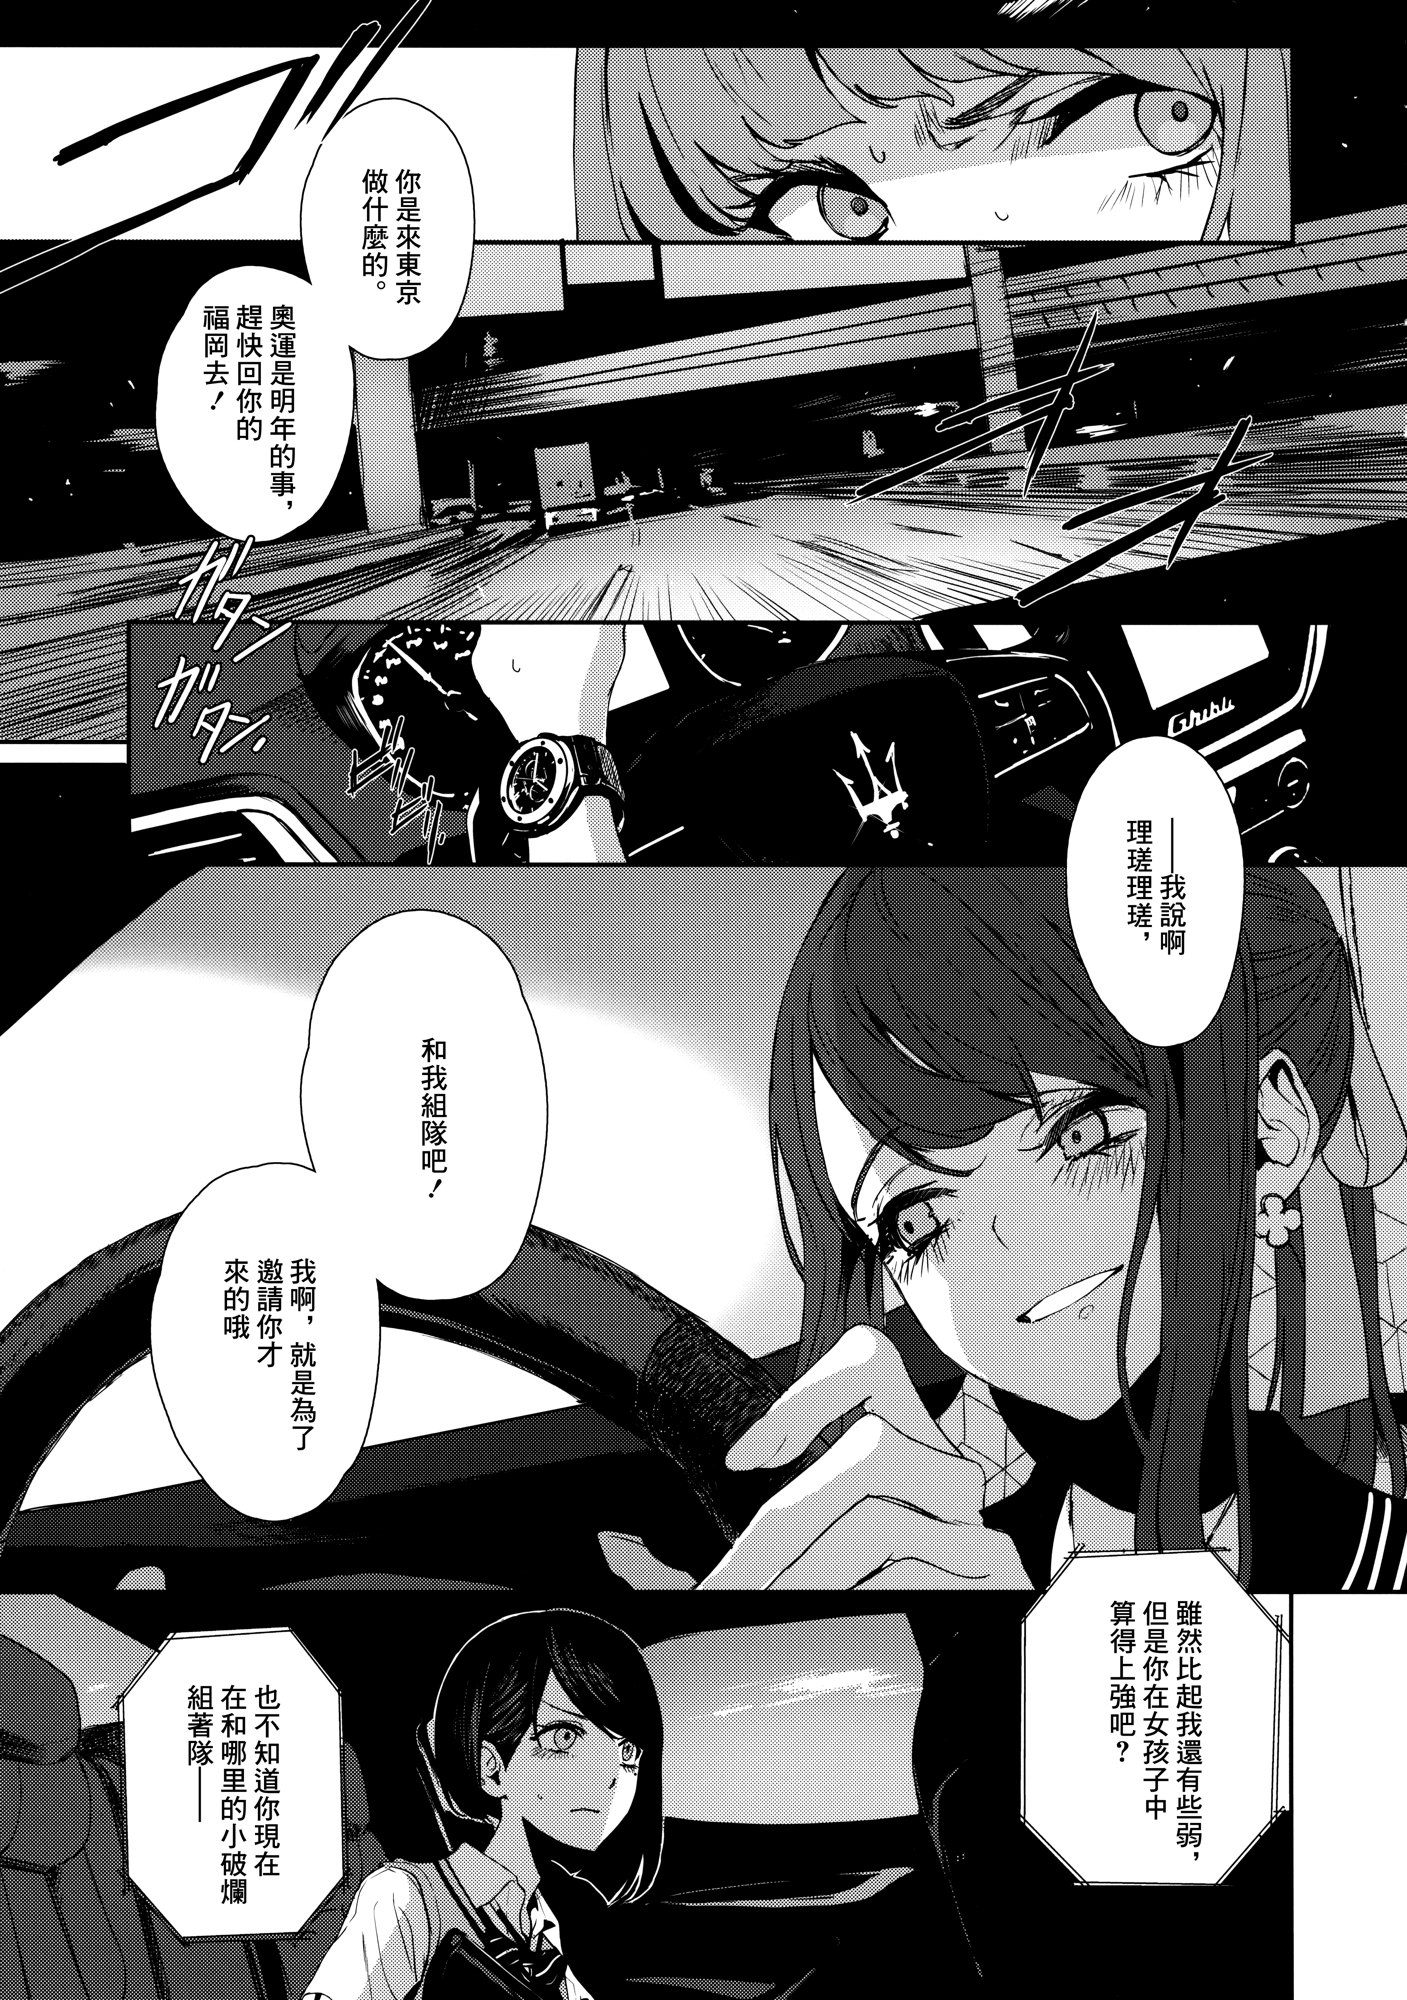 你是來東京
做什麼的。
奧運是明年的事，
趕快回你的
福岡去！
ガタン
ガタン
Ghibli
ビビビ
——我說啊
理瑳理瑳，
和我組隊吧！
我啊，就是為了
邀請你才
來的哦
雖然比起我還有些弱，
但是你在女孩子中
算得上強吧？
也不知道你現在
在和哪里的小破爛
組著隊——